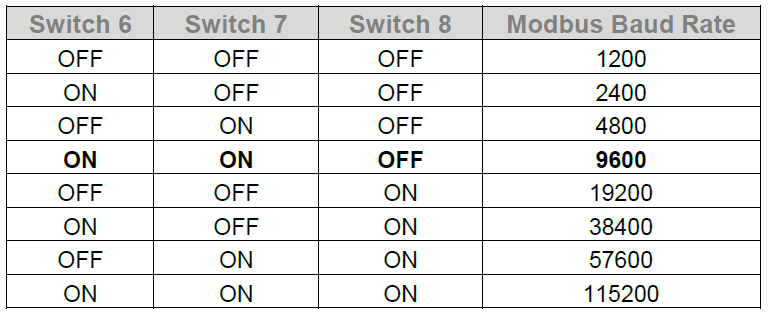 Switch 6 Switch 7 Switch 8 Modbus Baud Rate
OFF OFF OFF 1200
ON OFF OFF 2400
OFF ON OFF 4800
ON ON OFF 9600
OFF OFF ON 19200
ON OFF ON 38400
OFF ON ON 57600
ON ON ON 115200